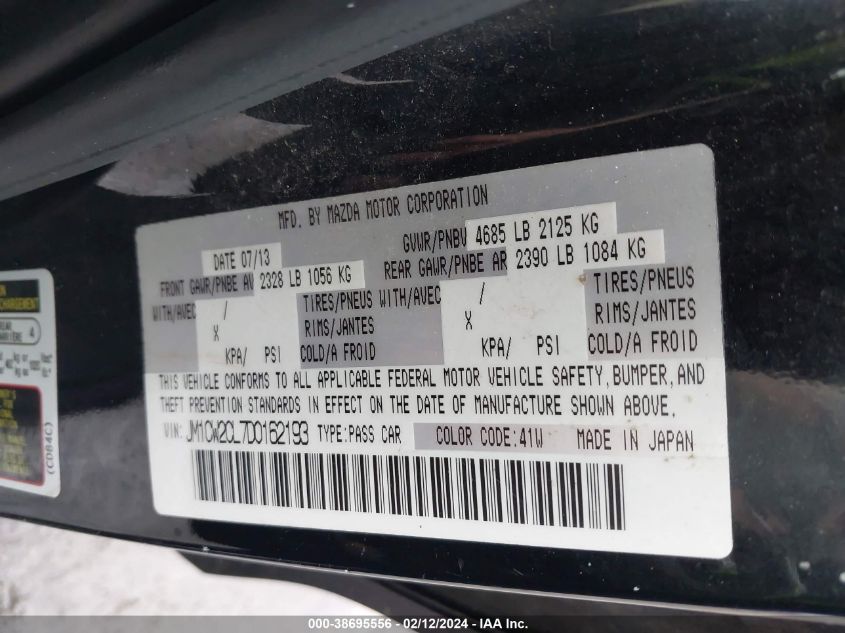 MFD. BY MAZDA MOTOR CORPORATION
DATE 07/13
GVWR/PNBV 4685 LB 2125 KG
FRONT GAWR/PNBE AV 2328 LB 1056 KG
REAR GAWR/PNBE AR 2390 LB 1084 KG
WITH/AVEC / TIRES/PNEUS WITH/AVEC / TIRES/PNEUS
X RIMS/JANTES X RIMS/JANTES
KPA/ PSI COLD/A FROID KPA/ PSI COLD/A FROID
THIS VEHICLE CONFORMS TO ALL APPLICABLE FEDERAL MOTOR VEHICLE SAFETY, BUMPER, AND
THEFT PREVENTION STANDARDS IN EFFECT ON THE DATE OF MANUFACTURE SHOWN ABOVE.
VIN: JM1CW2CL7D0162193 TYPE:PASS CAR COLOR CODE:41W MADE IN JAPAN
4
(CD84C)
000-38695556 - 02/12/2024 - IAA Inc.